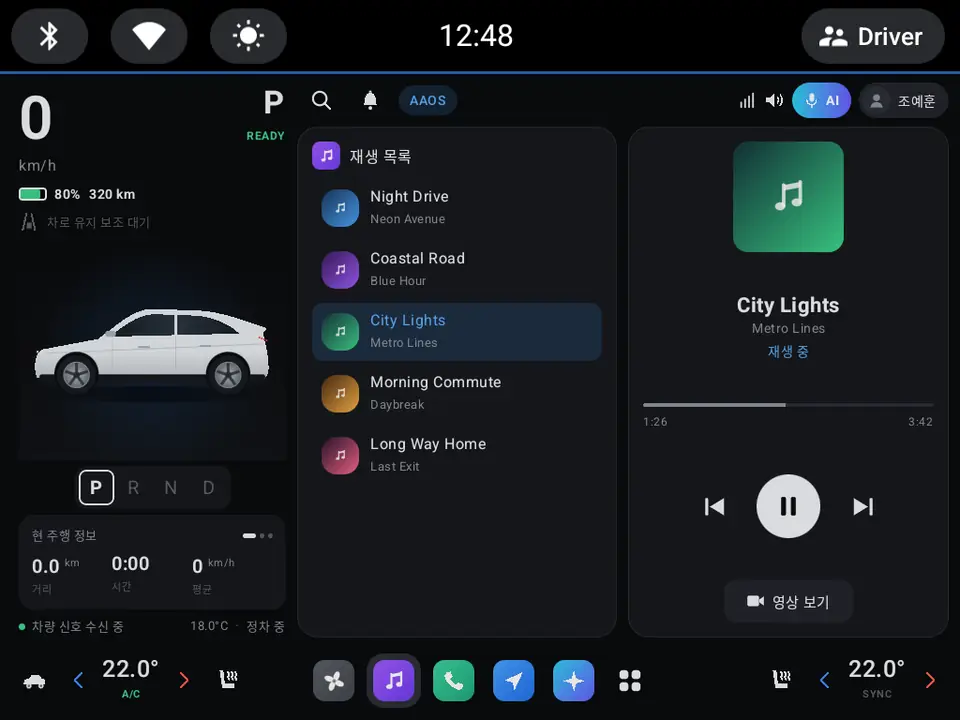 12:48
Driver
0
P
READY
km/h
80% 320 km
차로 유지 보조 대기
AAOS
AI
조예훈
재생 목록
Night Drive
Neon Avenue
Coastal Road
Blue Hour
City Lights
Metro Lines
Morning Commute
Daybreak
Long Way Home
Last Exit
City Lights
Metro Lines
재생 중
1:26
3:42
영상 보기
P R N D
현 주행 정보
0.0 km
0:00
0 km/h
거리
시간
평균
차량 신호 수신 중
18.0°C · 정차 중
22.0°
A/C
22.0°
SYNC